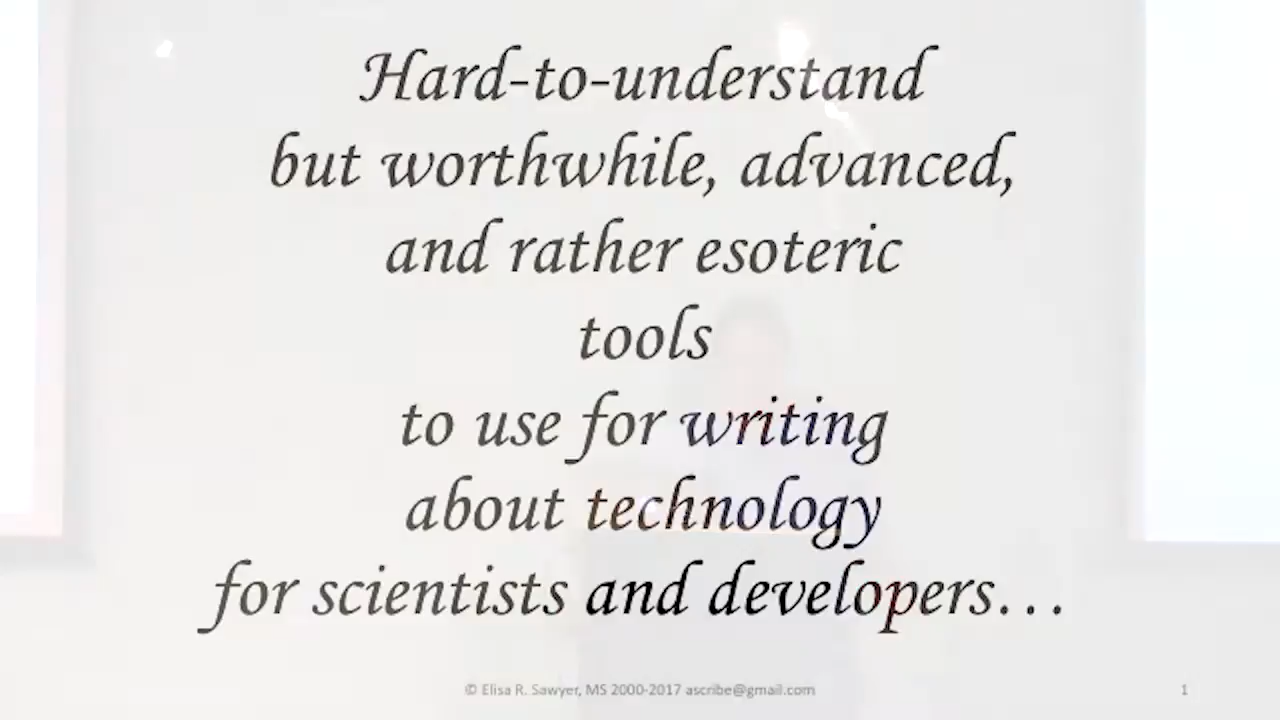 Hard-to-understand
but worthwhile, advanced,
and rather esoteric
tools
to use for writing
about technology
for scientists and developers...
© Elisa R. Sawyer, MS 2000-2017 ascribe@gmail.com
1